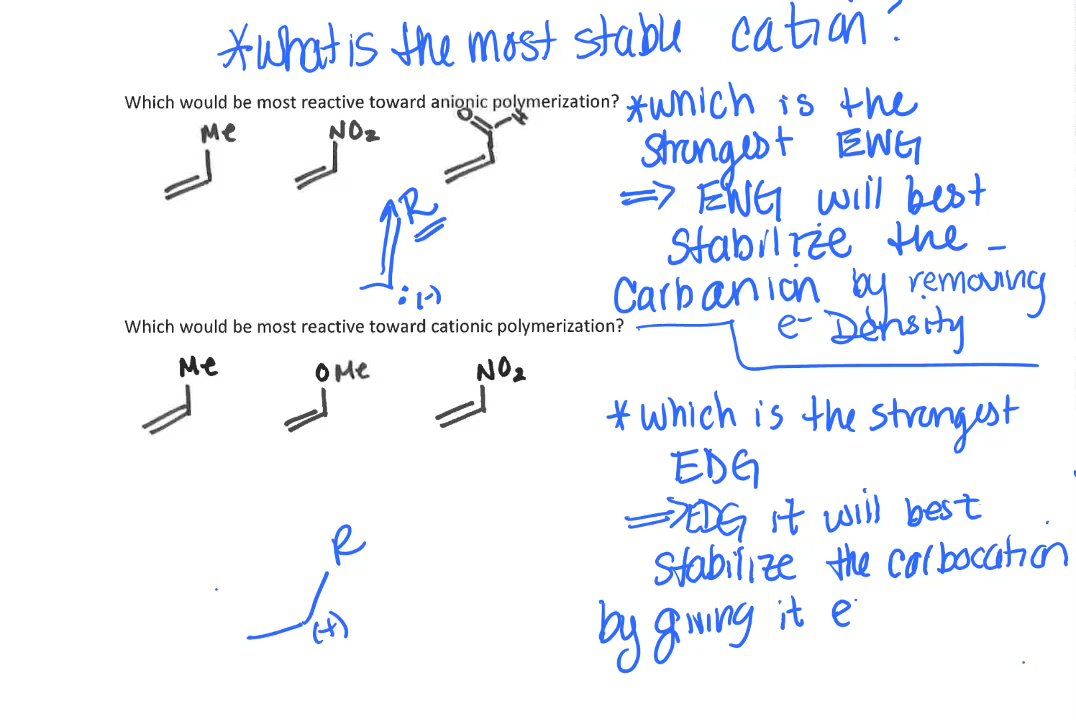 *What is the most stable cation?
Which would be most reactive toward anionic polymerization?
Me
NO2
O
H
R
:(-)
*which is the
strongest EWG
=> EWG will best
stabilize the
carbanion by removing
e- Density
Which would be most reactive toward cationic polymerization?
Me
OMe
NO2
R
(+)
*which is the strongest
EDG
=>EDG it will best
stabilize the carbocation
by giving it e